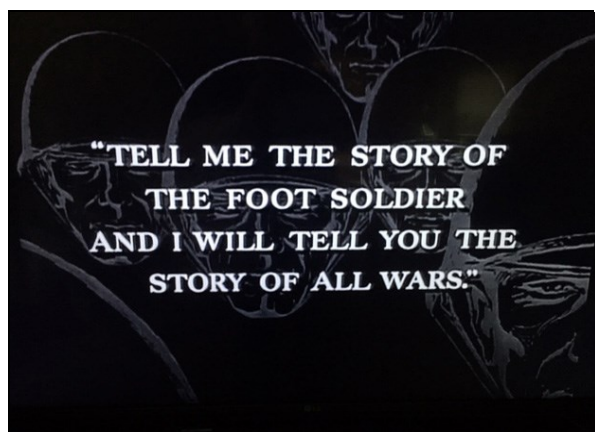 “TELL ME THE STORY OF
THE FOOT SOLDIER
AND I WILL TELL YOU THE
STORY OF ALL WARS.”